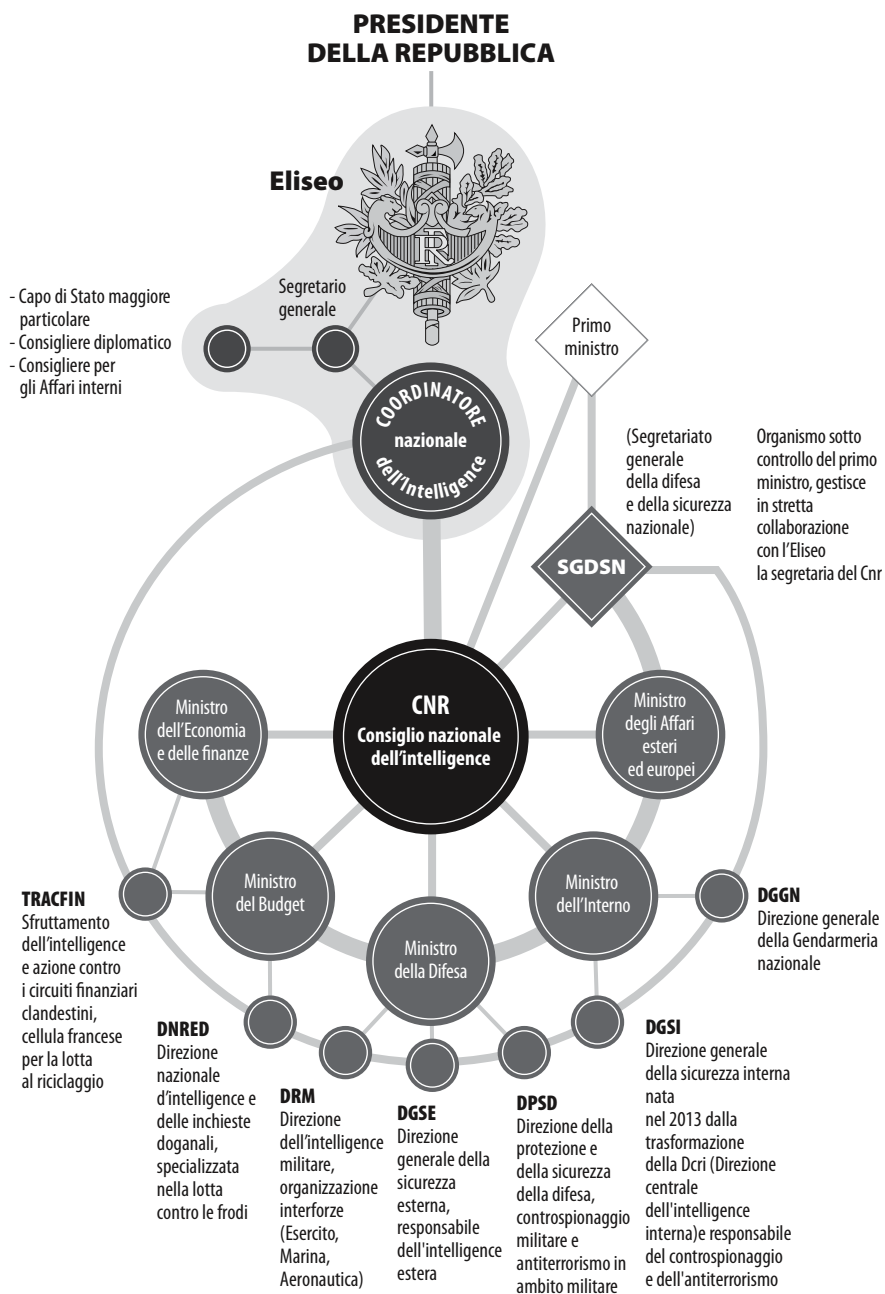 PRESIDENTE
DELLA REPUBBLICA
Eliseo
RF
Segretario
generale
- Capo di Stato maggiore
particolare
- Consigliere diplomatico
- Consigliere per
gli Affari interni
COORDINATORE
nazionale
dell'Intelligence
Primo
ministro
(Segretariato
generale
della difesa
e della sicurezza
nazionale)
Organismo sotto
controllo del primo
ministro, gestisce
in stretta
collaborazione
con l'Eliseo
la segretaria del Cnr
SGDSN
CNR
Consiglio nazionale
dell'intelligence
Ministro
dell'Economia
e delle finanze
Ministro
degli Affari
esteri
ed europei
Ministro
del Budget
Ministro
della Difesa
Ministro
dell'Interno
TRACFIN
Sfruttamento
dell'intelligence
e azione contro
i circuiti finanziari
clandestini,
cellula francese
per la lotta
al riciclaggio
DNRED
Direzione
nazionale
d'intelligence e
delle inchieste
doganali,
specializzata
nella lotta
contro le frodi
DRM
Direzione
dell'intelligence
militare,
organizzazione
interforze
(Esercito,
Marina,
Aeronautica)
DGSE
Direzione
generale della
sicurezza
esterna,
responsabile
dell'intelligence
estera
DPSD
Direzione della
protezione e
della sicurezza
della difesa,
controspionaggio
militare e
antiterrorismo in
ambito militare
DGSI
Direzione generale
della sicurezza interna
nata
nel 2013 dalla
trasformazione
della Dcri (Direzione
centrale
dell'intelligence
interna)e responsabile
del controspionaggio
e dell'antiterrorismo
DGGN
Direzione generale
della Gendarmeria
nazionale